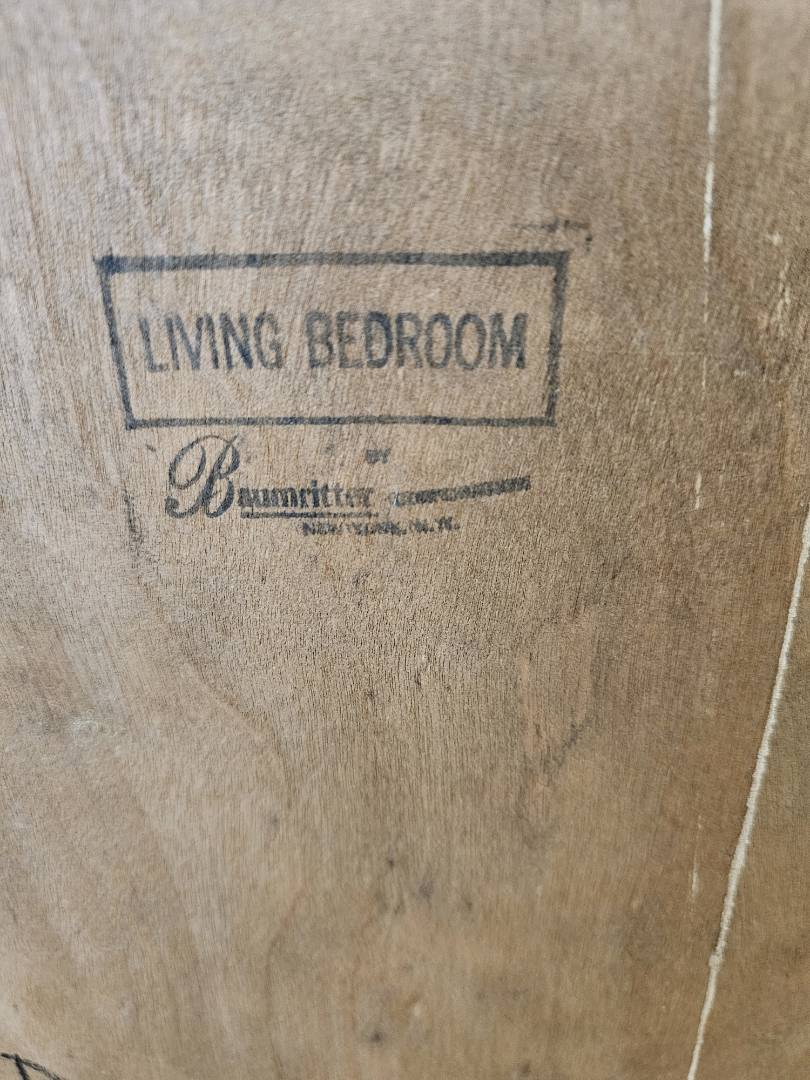 LIVING BEDROOM
BY
Baumritter
NEW YORK, N.Y.